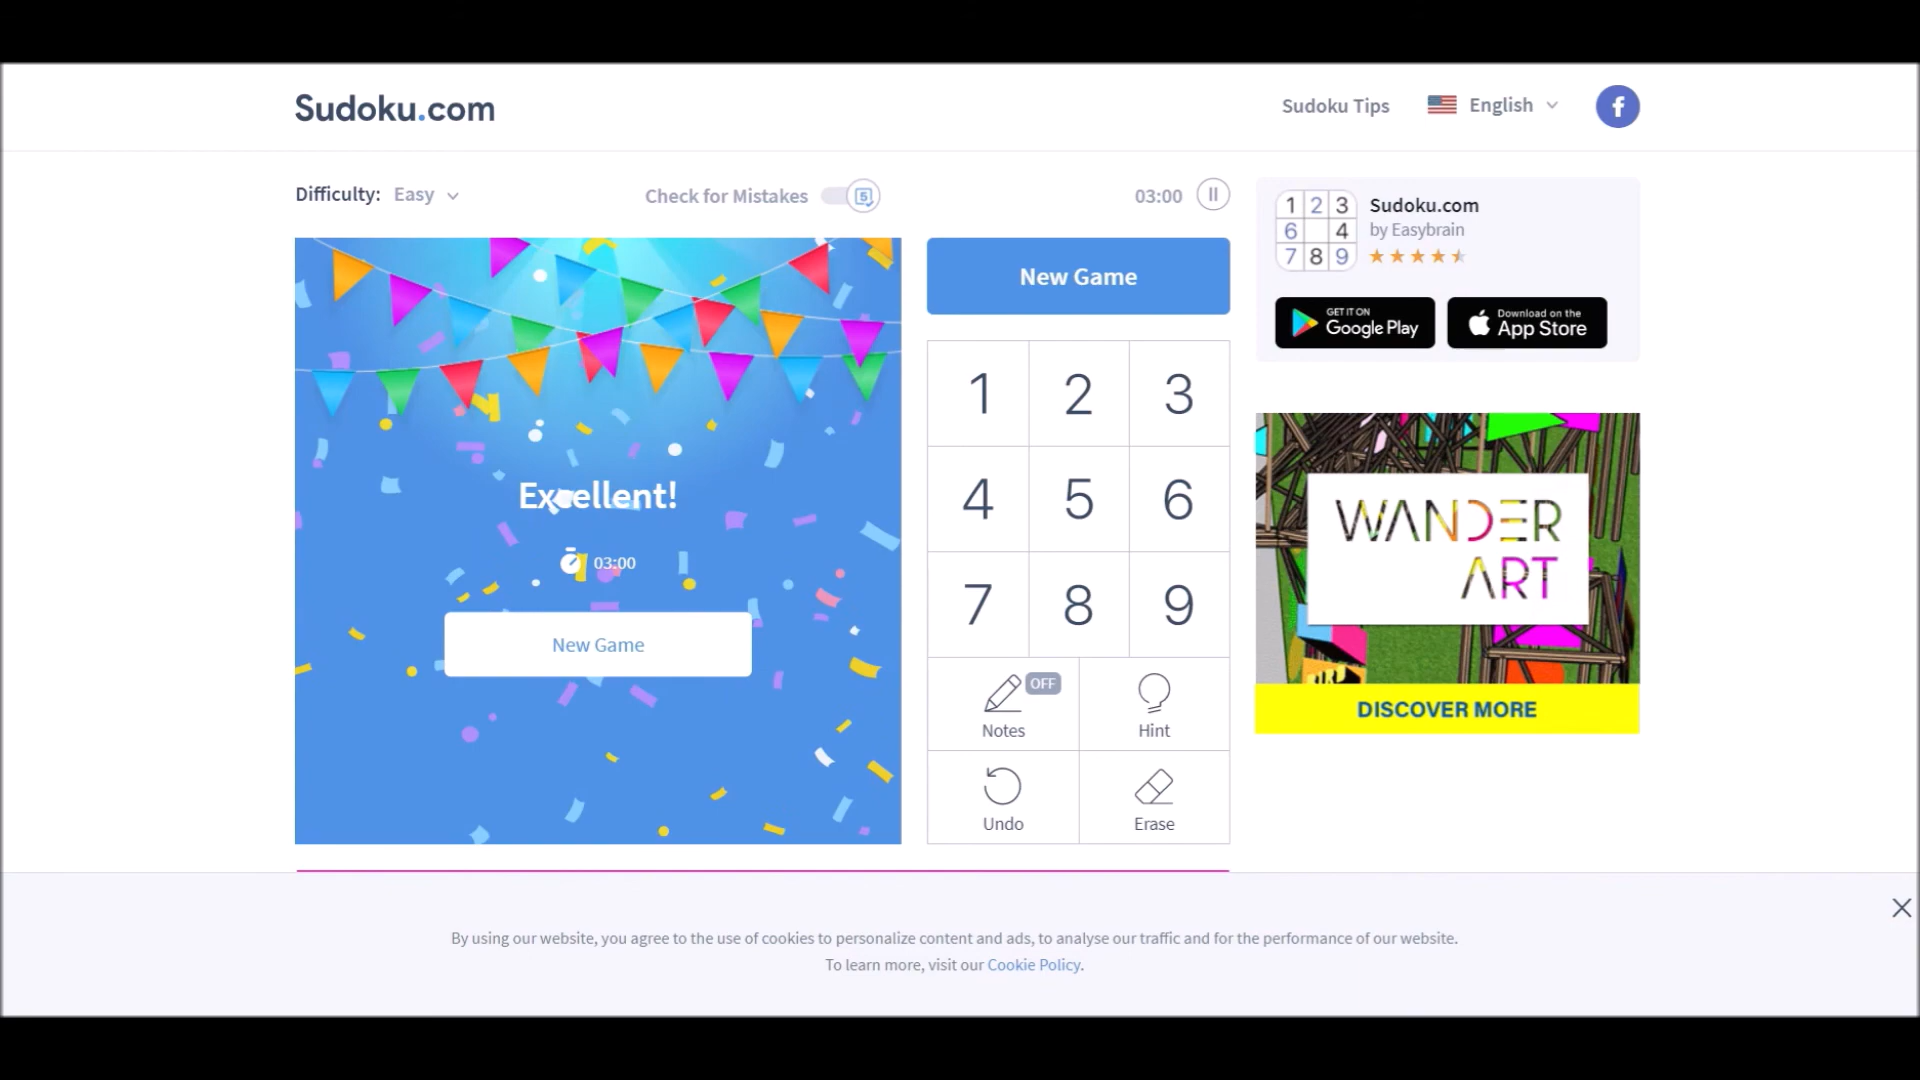 Sudoku.com
Sudoku Tips
English
f
Difficulty: Easy
Check for Mistakes
5
03:00
Excellent!
03:00
New Game
New Game
1 2 3
4 5 6
7 8 9
Notes
OFF
Hint
Undo
Erase
1 2 3
6 4
7 8 9
Sudoku.com
by Easybrain
GET IT ON
Google Play
Download on the
App Store
WANDER
ART
DISCOVER MORE
By using our website, you agree to the use of cookies to personalize content and ads, to analyse our traffic and for the performance of our website.
To learn more, visit our Cookie Policy.